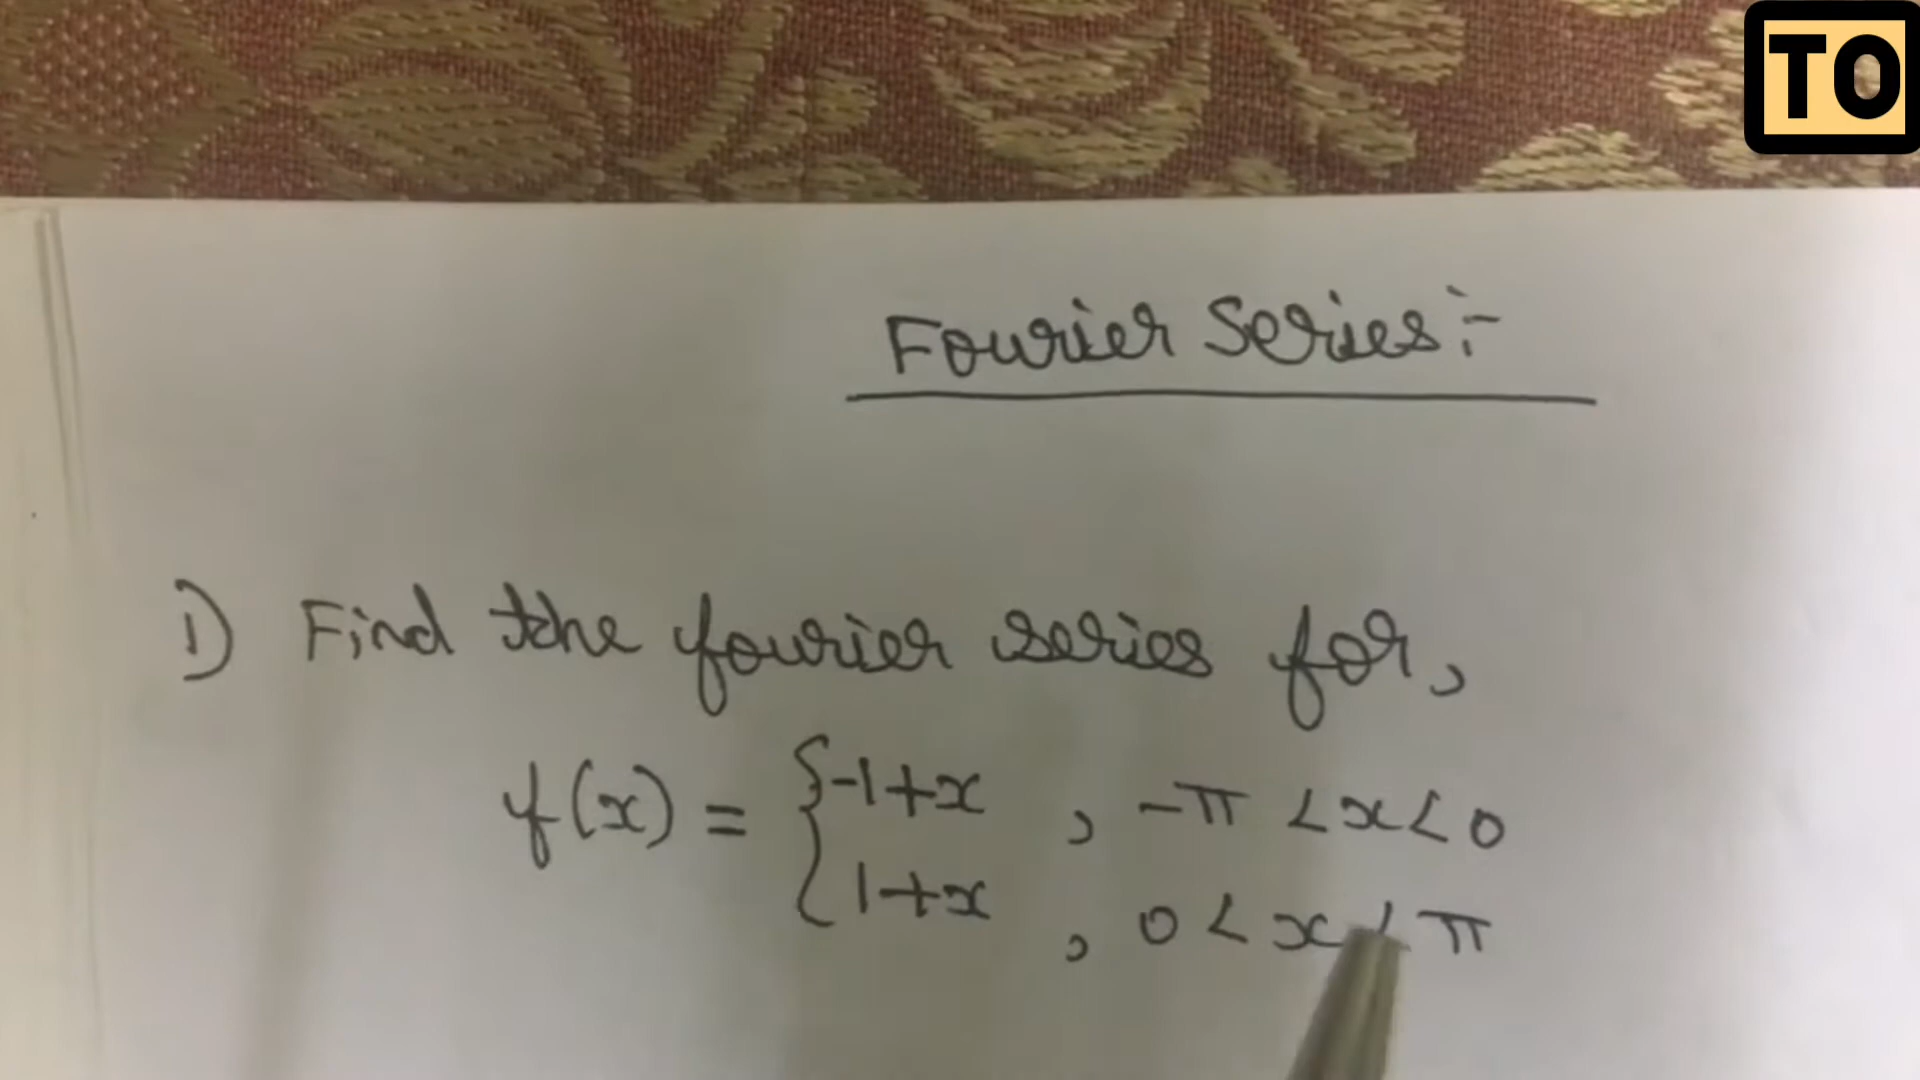 TO
Fourier Series:-
1) Find the fourier series for,
f(x) = { -1+x , -π < x < 0
1+x , 0 < x < π